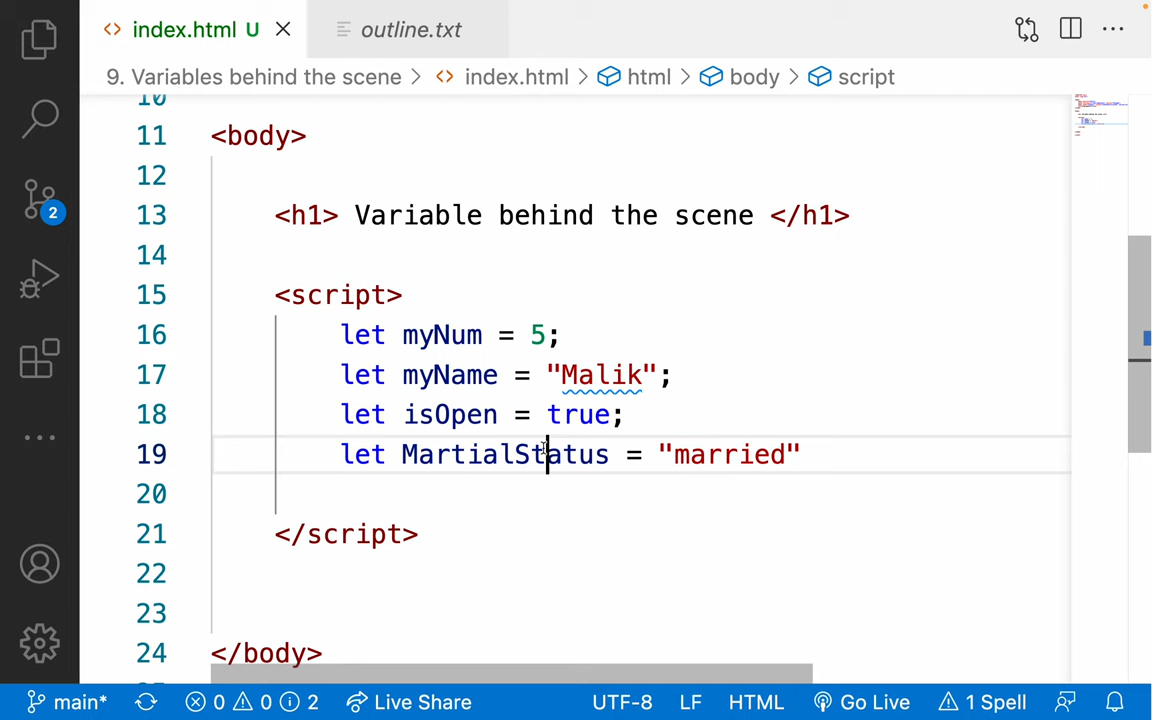 index.html U
outline.txt
9. Variables behind the scene > index.html > html > body > script
10
11 <body>
12
13 <h1> Variable behind the scene </h1>
14
15 <script>
16 let myNum = 5;
17 let myName = "Malik";
18 let isOpen = true;
19 let MartialStatus = "married"
20
21 </script>
22
23
24 </body>
2
main* 0 0 2 Live Share UTF-8 LF HTML Go Live 1 Spell